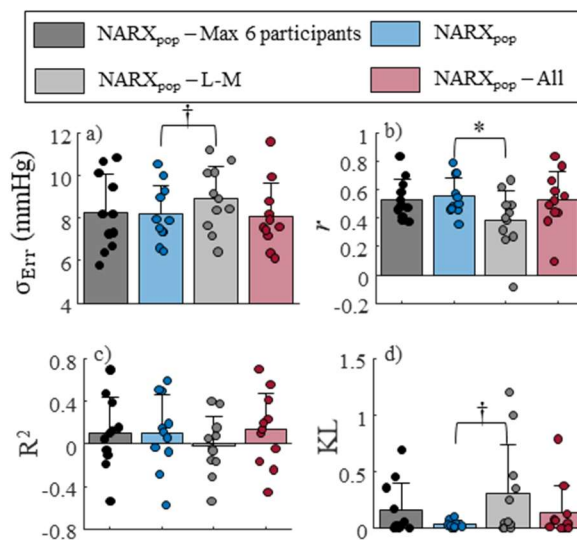 NARXpop – Max 6 participants
NARXpop
NARXpop – L-M
NARXpop – All
a)
†
σErr (mmHg)
12
10
8
6
4
b)
*
r
1
0.8
0.6
0.4
0.2
0
-0.2
c)
R²
0.8
0.4
0
-0.4
-0.8
d)
†
KL
1.5
1
0.5
0